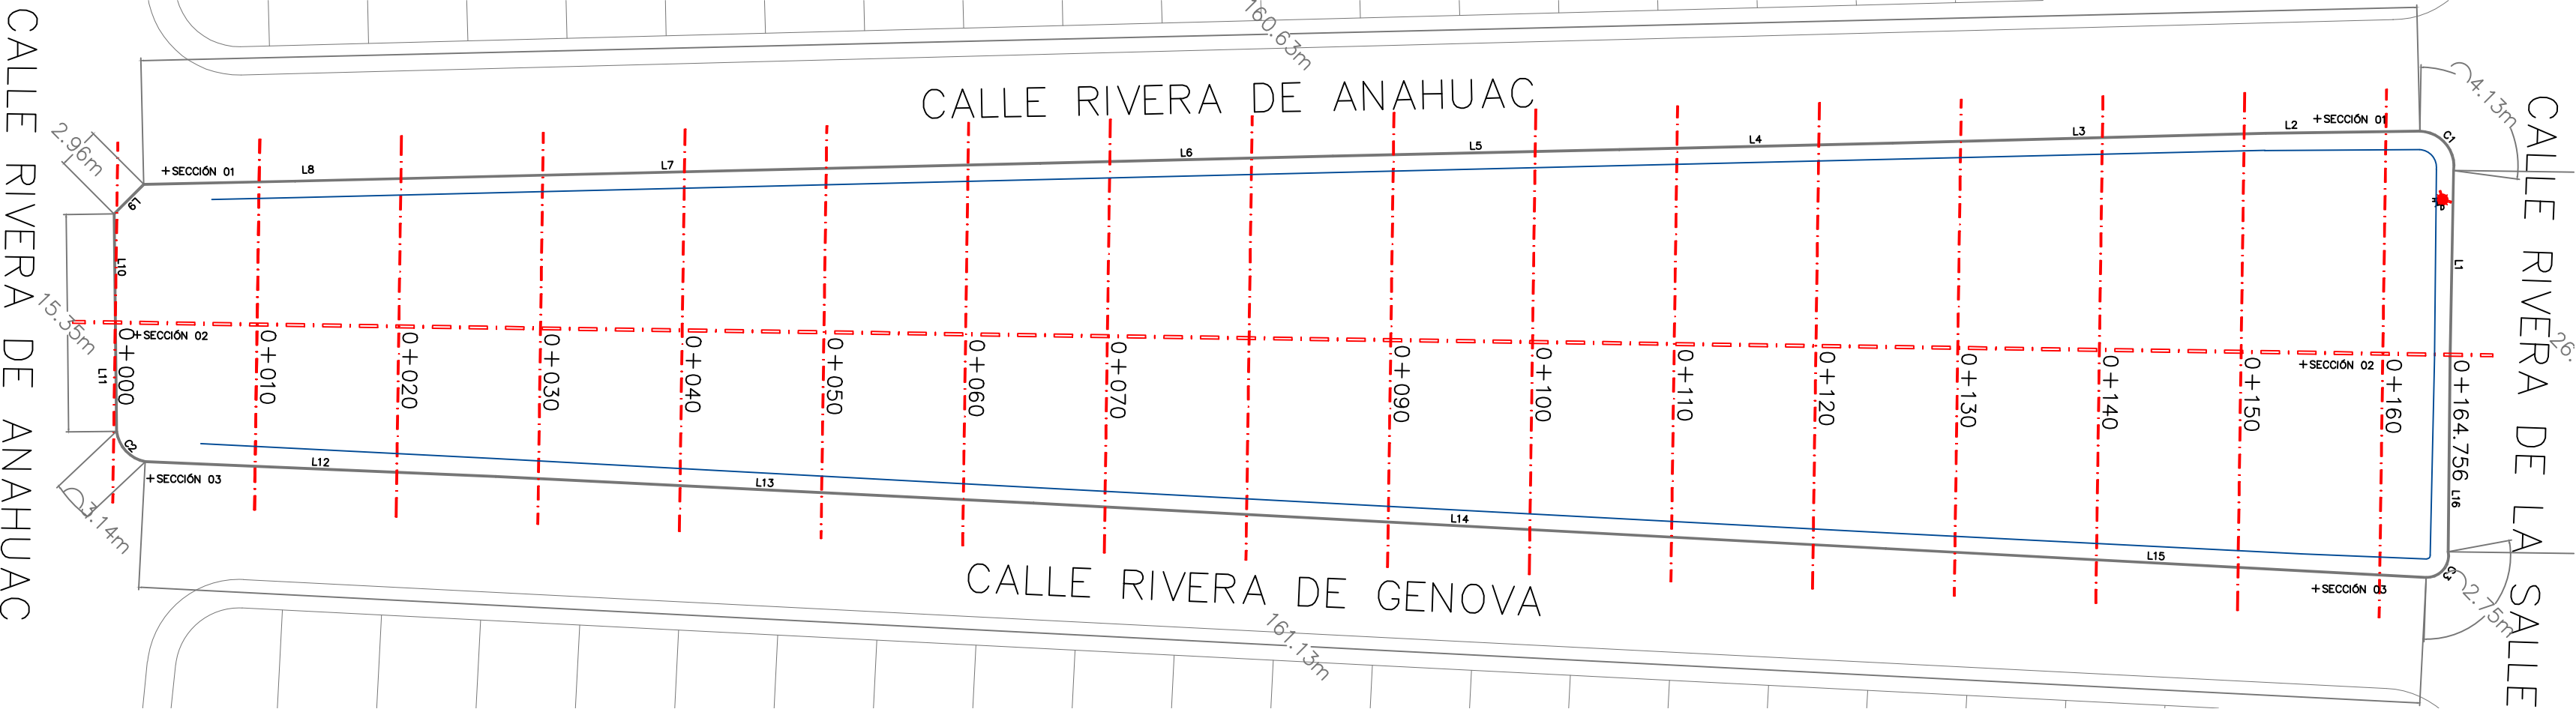 160.63m
CALLE RIVERA DE ANAHUAC
CALLE RIVERA DE ANAHUAC
CALLE RIVERA DE LA SALLE
4.13m
2.96m
+SECCIÓN 01
L8
L7
L6
L5
L4
L3
L2
+SECCIÓN 01
C1
L9
L10
L1
15.35m
+SECCIÓN 02
L11
0+000
0+010
0+020
0+030
0+040
0+050
0+060
0+070
0+090
0+100
0+110
0+120
0+130
0+140
0+150
+SECCIÓN 02
0+160
0+164.756
26.
C2
L12
L13
L14
L15
L16
+SECCIÓN 03
3.14m
CALLE RIVERA DE GENOVA
+SECCIÓN 03
C3
2.75m
161.13m